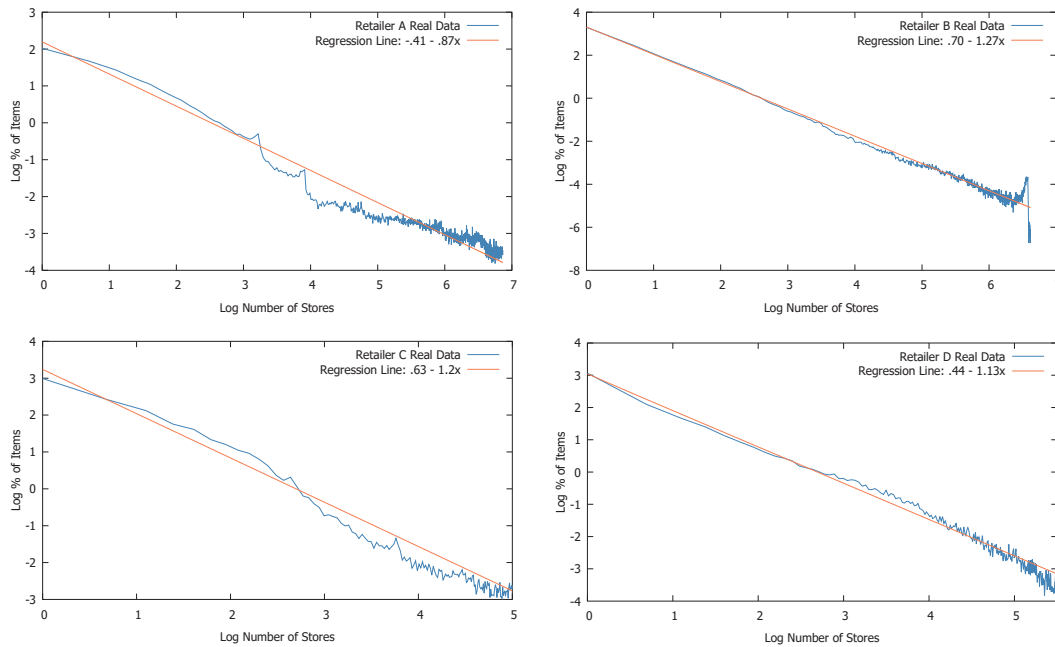 Retailer A Real Data
Regression Line: -.41 - .87x
3
2
1
0
-1
-2
-3
-4
0 1 2 3 4 5 6 7
Log % of Items
Log Number of Stores
Retailer B Real Data
Regression Line: .70 - 1.27x
4
2
0
-2
-4
-6
-8
0 1 2 3 4 5 6
Log % of Items
Log Number of Stores
Retailer C Real Data
Regression Line: .63 - 1.2x
4
3
2
1
0
-1
-2
-3
0 1 2 3 4 5
Log % of Items
Log Number of Stores
Retailer D Real Data
Regression Line: .44 - 1.13x
4
3
2
1
0
-1
-2
-3
-4
0 1 2 3 4 5
Log % of Items
Log Number of Stores